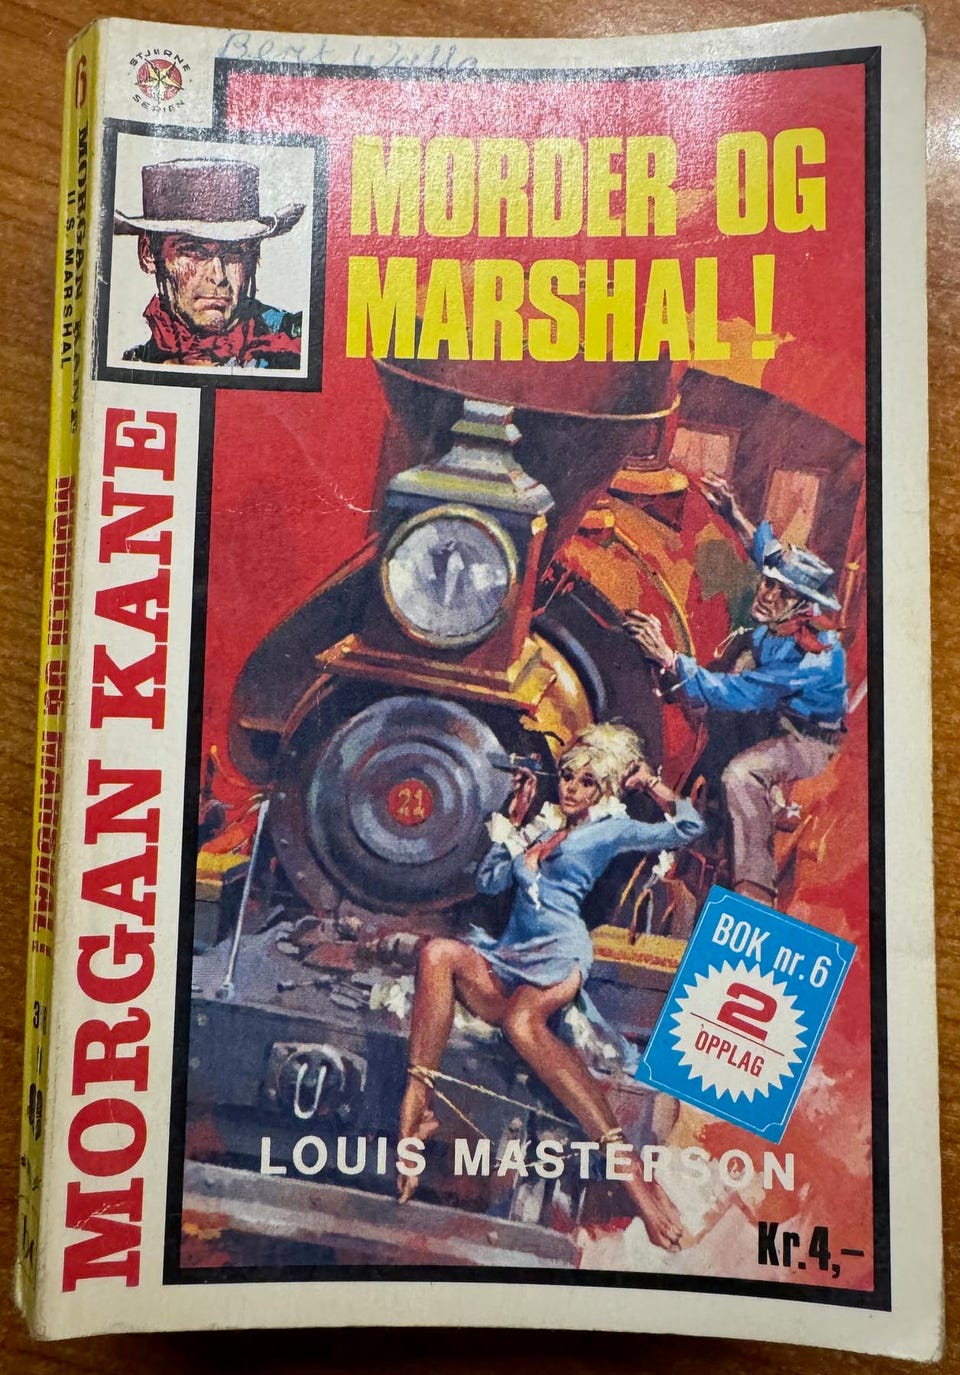 STJERNE
SERIEN
Bert
MORDER OG
MARSHAL!
MORGAN KANE
21
BOK nr. 6
2
OPPLAG
LOUIS MASTERSON
Kr. 4,–
6
MORGAN KANE
U.S. MARSHAL
MORDER OG MARSHAL!